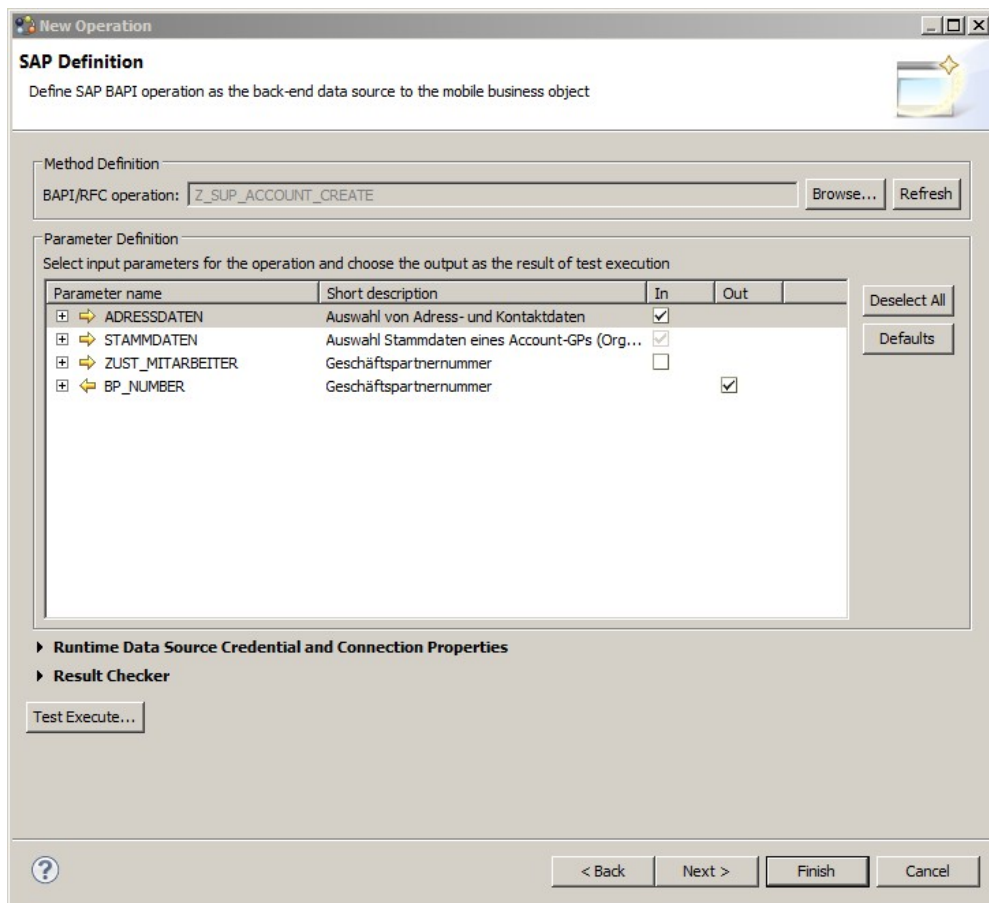 New Operation
SAP Definition
Define SAP BAPI operation as the back-end data source to the mobile business object
Method Definition
BAPI/RFC operation: Z_SUP_ACCOUNT_CREATE Browse... Refresh
Parameter Definition
Select input parameters for the operation and choose the output as the result of test execution
Parameter name Short description In Out
Deselect All
ADRESSDATEN Auswahl von Adress- und Kontaktdaten
STAMMDATEN Auswahl Stammdaten eines Account-GPs (Org...
Defaults
ZUST_MITARBEITER Geschäftspartnernummer
BP_NUMBER Geschäftspartnernummer
Runtime Data Source Credential and Connection Properties
Result Checker
Test Execute...
? < Back Next > Finish Cancel